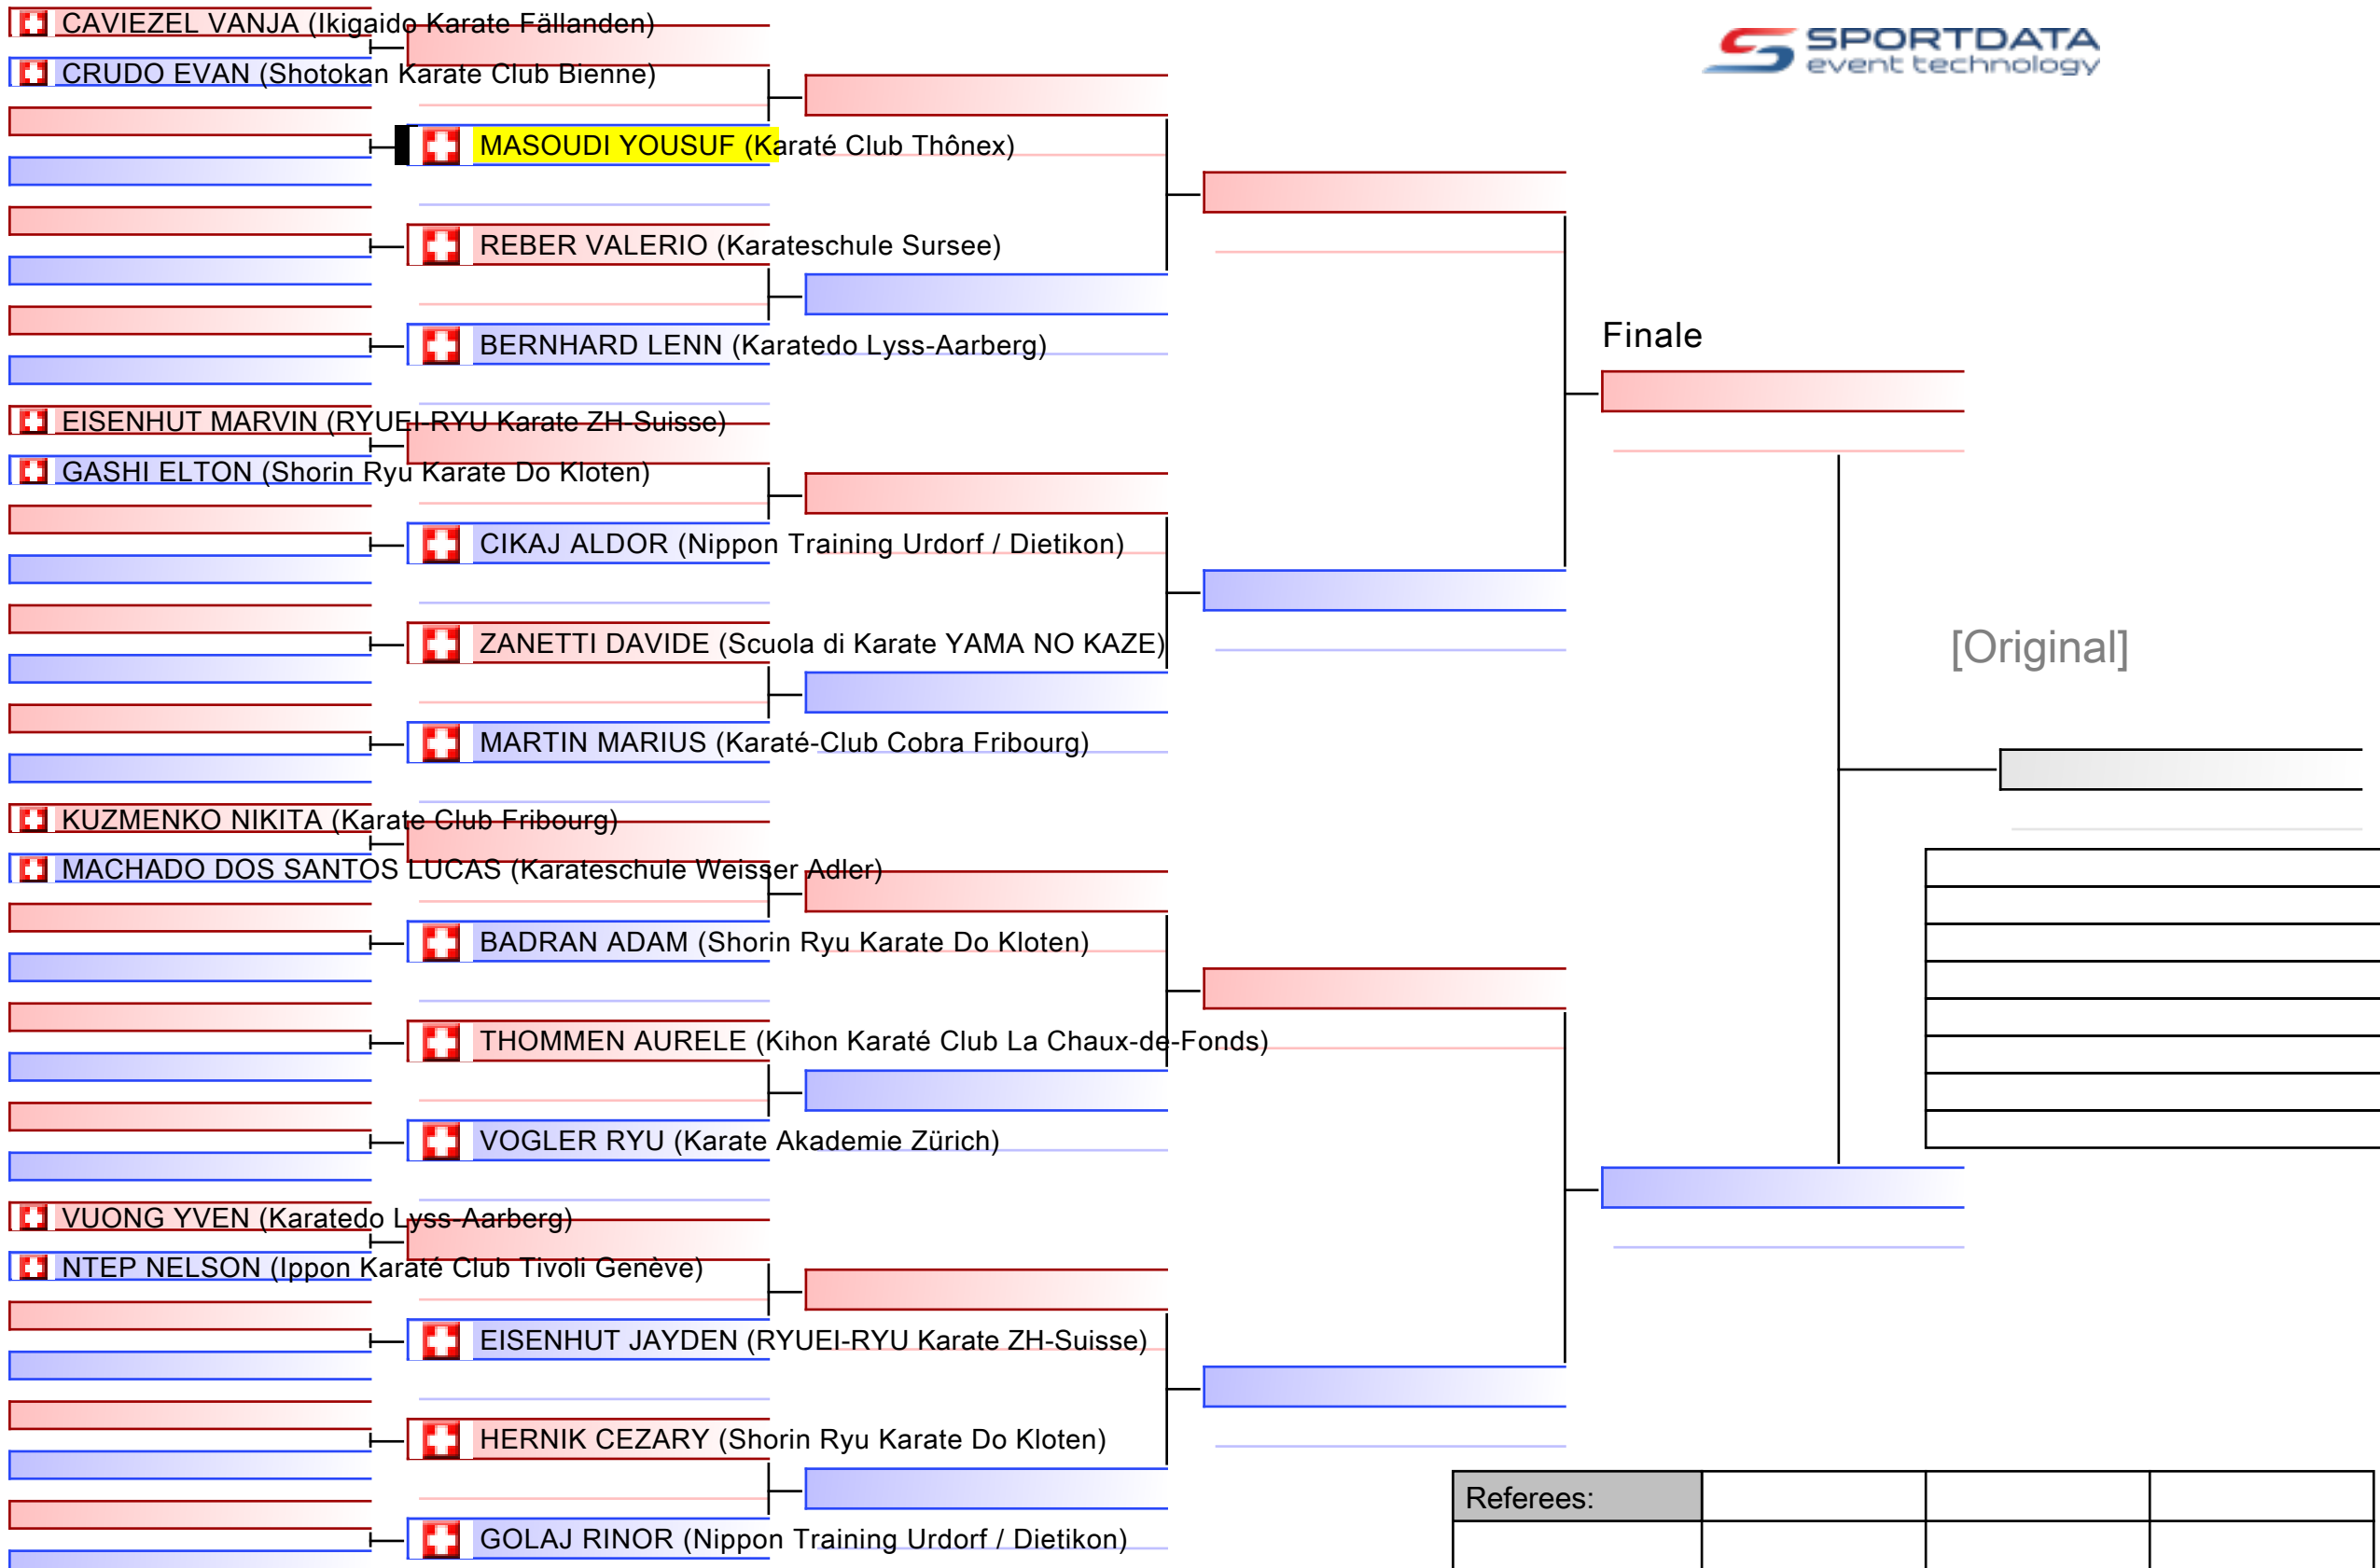 CAVIEZEL VANJA (Ikigaido Karate Fällanden)
SPORTDATA
event technology
CRUDO EVAN (Shotokan Karate Club Bienne)
MASOUDI YOUSUF (Karaté Club Thônex)
REBER VALERIO (Karateschule Sursee)
Finale
BERNHARD LENN (Karatedo Lyss-Aarberg)
EISENHUT MARVIN (RYUEI-RYU Karate ZH-Suisse)
GASHI ELTON (Shorin Ryu Karate Do Kloten)
CIKAJ ALDOR (Nippon Training Urdorf / Dietikon)
ZANETTI DAVIDE (Scuola di Karate YAMA NO KAZE)
[Original]
MARTIN MARIUS (Karaté-Club Cobra Fribourg)
KUZMENKO NIKITA (Karate Club Fribourg)
MACHADO DOS SANTOS LUCAS (Karateschule Weisser Adler)
BADRAN ADAM (Shorin Ryu Karate Do Kloten)
THOMMEN AURELE (Kihon Karaté Club La Chaux-de-Fonds)
VOGLER RYU (Karate Akademie Zürich)
VUONG YVEN (Karatedo Lyss-Aarberg)
NTEP NELSON (Ippon Karaté Club Tivoli Genève)
EISENHUT JAYDEN (RYUEI-RYU Karate ZH-Suisse)
HERNIK CEZARY (Shorin Ryu Karate Do Kloten)
Referees:
GOLAJ RINOR (Nippon Training Urdorf / Dietikon)